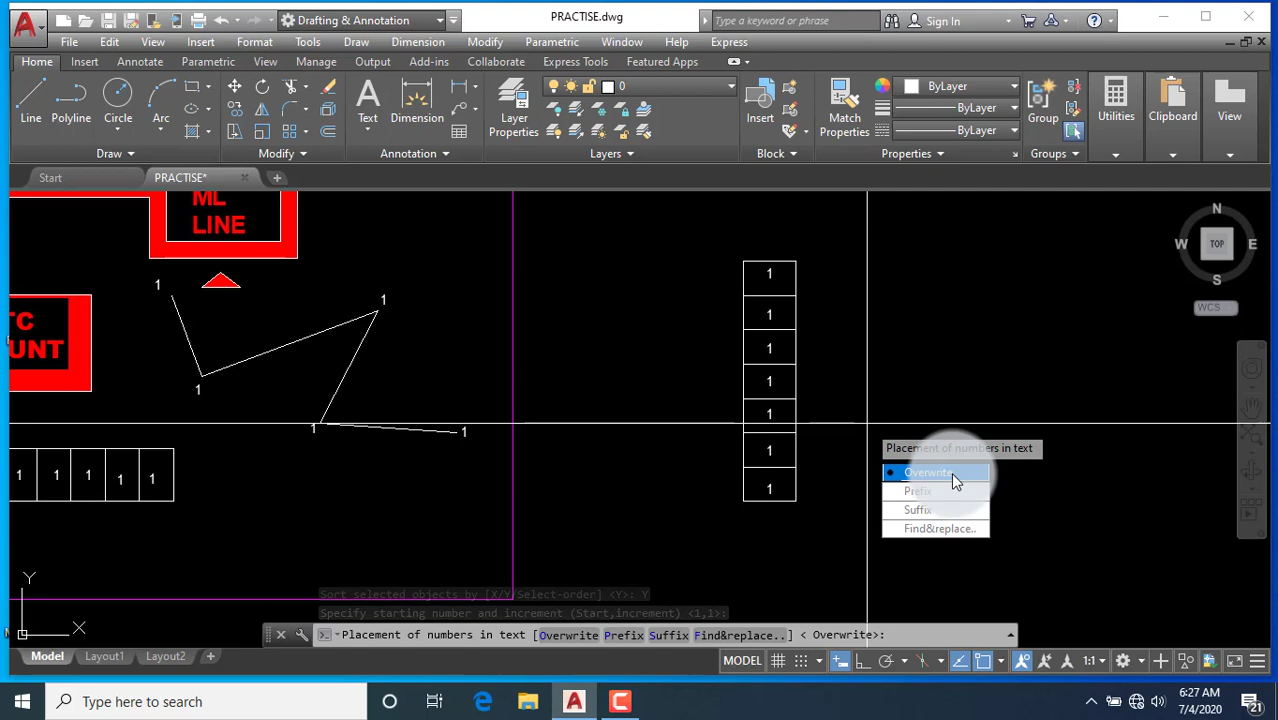 Drafting & Annotation
PRACTISE.dwg
Type a keyword or phrase
Sign In
File Edit View Insert Format Tools Draw Dimension Modify Parametric Window Help Express
Home Insert Annotate Parametric View Manage Output Add-ins Collaborate Express Tools Featured Apps
0
ByLayer
ByLayer
ByLayer
Line Polyline Circle Arc Text Dimension Layer Properties Insert Match Properties Group Utilities Clipboard View
Draw Modify Annotation Layers Block Properties Groups
Start PRACTISE*
ML
LINE
TC
UNT
1
1
1
1
1
1 1 1 1 1
1
1
1
1
1
1
1
N
W TOP E
S
WCS
Placement of numbers in text
Overwrite
Prefix
Suffix
Find&replace..
Y
X
Sort selected objects by [X/Y/Select-order] <Y>: Y
Specify starting number and increment (Start,increment) <1,1>:
Placement of numbers in text [Overwrite Prefix Suffix Find&replace..] < Overwrite>:
Model Layout1 Layout2 +
MODEL 1:1
Type here to search
6:27 AM
7/4/2020
21